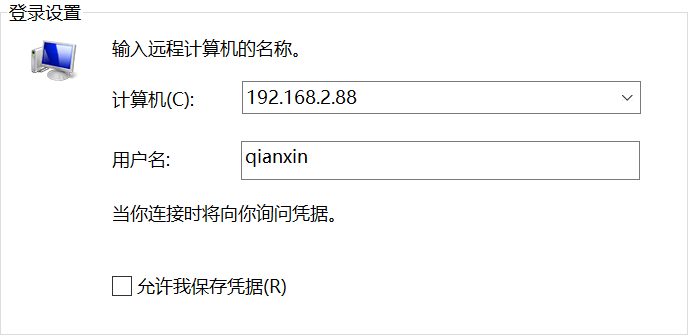 登录设置
输入远程计算机的名称。
计算机(C): 192.168.2.88
用户名: qianxin
当你连接时将向你询问凭据。
允许我保存凭据(R)